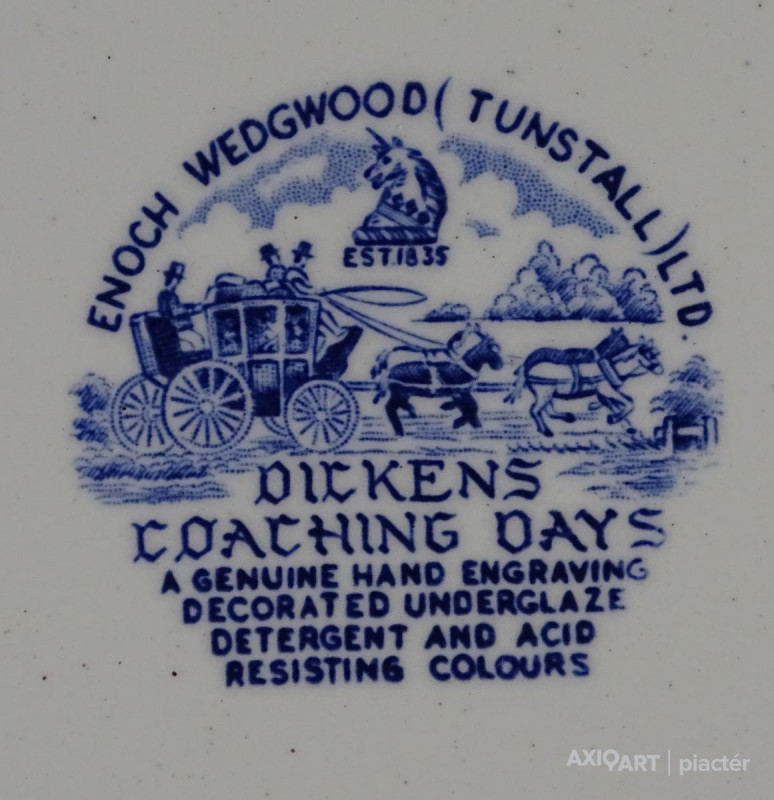 ENOCH WEDGWOOD (TUNSTALL) LTD.
EST. 1835
DICKENS
COACHING DAYS
A GENUINE HAND ENGRAVING
DECORATED UNDERGLAZE
DETERGENT AND ACID
RESISTING COLOURS
AXIOART | piactér